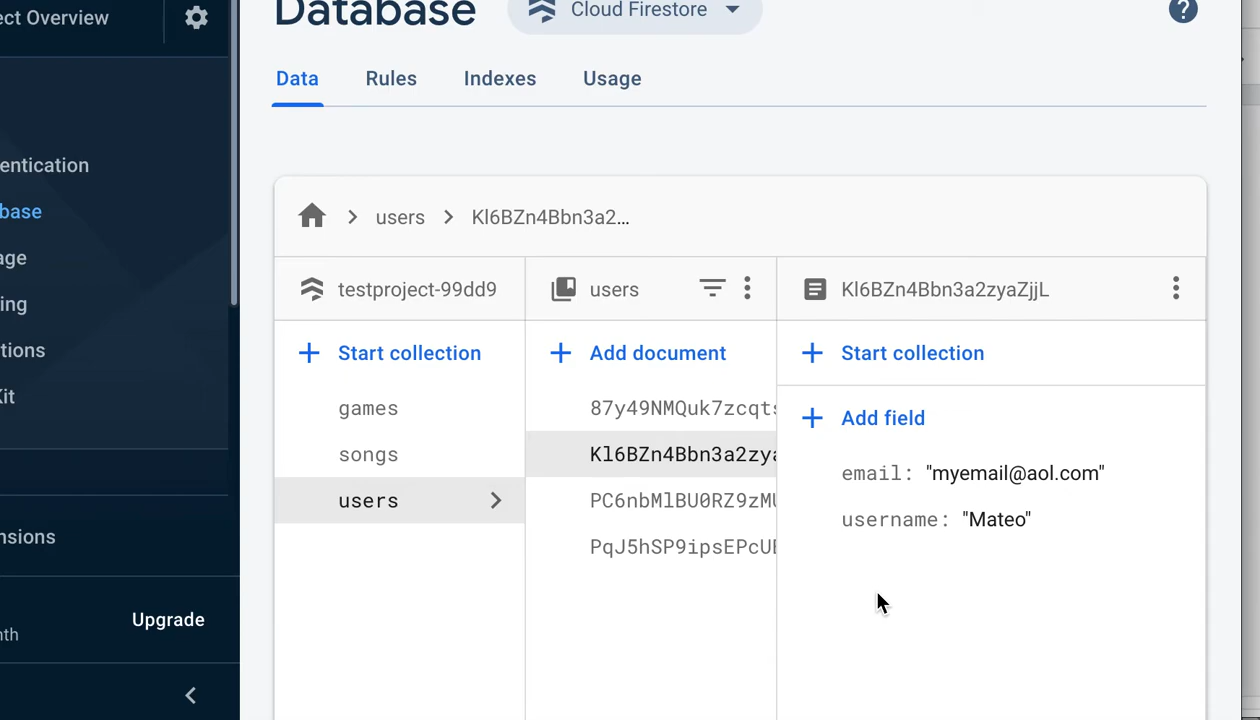 ect Overview
Database
Cloud Firestore
Data Rules Indexes Usage
entication
base
age
ing
tions
Kit
nsions
nth
Upgrade
users Kl6BZn4Bbn3a2...
testproject-99dd9
Start collection
games
songs
users
users
Add document
87y49NMQuk7zcqts
Kl6BZn4Bbn3a2zya
PC6nbMlBU0RZ9zMU
PqJ5hSP9ipsEPcUE
Kl6BZn4Bbn3a2zyaZjjL
Start collection
Add field
email: "myemail@aol.com"
username: "Mateo"